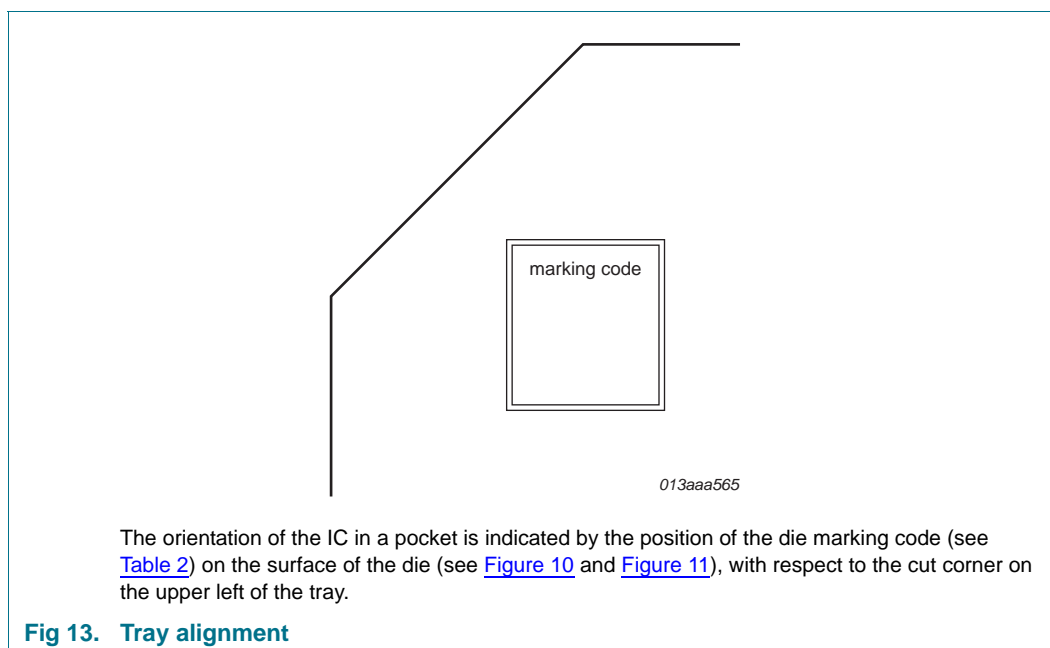 marking code
013aaa565
The orientation of the IC in a pocket is indicated by the position of the die marking code (see
Table 2) on the surface of the die (see Figure 10 and Figure 11), with respect to the cut corner on
the upper left of the tray.
Fig 13. Tray alignment